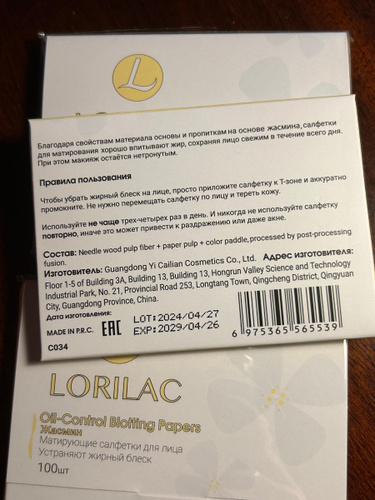 L
Благодаря свойствам материала основы и пропиткам на основе жасмина, салфетки
для матирования хорошо впитывают жир, сохраняя лицо свежим в течение всего дня.
При этом макияж остаётся нетронутым.
Правила пользования
Чтобы убрать жирный блеск на лице, просто приложите салфетку к Т-зоне и аккуратно
промокните. Не нужно перемещать салфетку по лицу и тереть кожу.
Используйте не чаще трех-четырех раз в день. И никогда не используйте салфетку
повторно, иначе это может привести к раздражению или даже акне.
Состав: Needle wood pulp fiber + paper pulp + color paddle,processed by post-processing
fusion.
Изготовитель: Guangdong Yi Cailian Cosmetics Co., Ltd. Адрес изготовителя:
Floor 1-5 of Building 3A, Building 13, Building 13, Hongrun Valley Science and Technology
Industrial Park, No. 21, Provincial Road 253, Longtang Town, Qingcheng District, Qingyuan
City, Guangdong Province, China.
Дата изготовления:
MADE IN P.R.C. EAC LOT: 2024/04/27
EXP: 2029/04/26
C034
6 975365 565539
LORILAC
Oil-Control Blotting Papers
Жасмин
Матирующие салфетки для лица
Устраняют жирный блеск
100шт